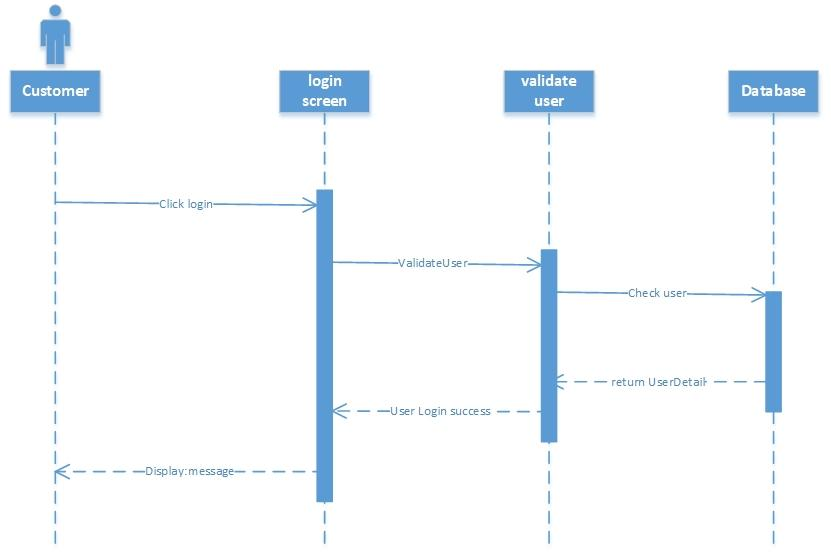 Customer
login
screen
validate
user
Database
Click login
ValidateUser
Check user
return UserDetail
User Login success
Display:message